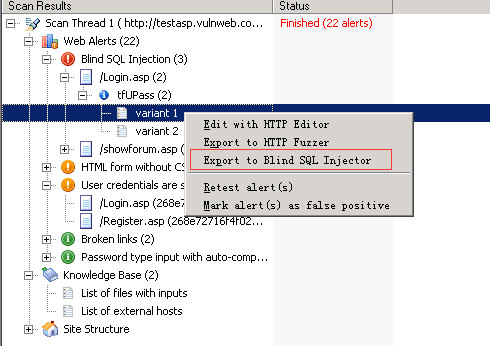 Scan Results Status
Scan Thread 1 ( http://testasp.vulnweb.co... Finished (22 alerts)
Web Alerts (22)
Blind SQL Injection (3)
/Login.asp (2)
tfUPass (2)
variant 1
variant 2
Edit with HTTP Editor
Export to HTTP Fuzzer
Export to Blind SQL Injector
Retest alert(s)
Mark alert(s) as false positive
/showforum.asp (
HTML form without CS
User credentials are s
/Login.asp (268e7
/Register.asp (268e72716f4f02...
Broken links (2)
Password type input with auto-comp...
Knowledge Base (2)
List of files with inputs
List of external hosts
Site Structure